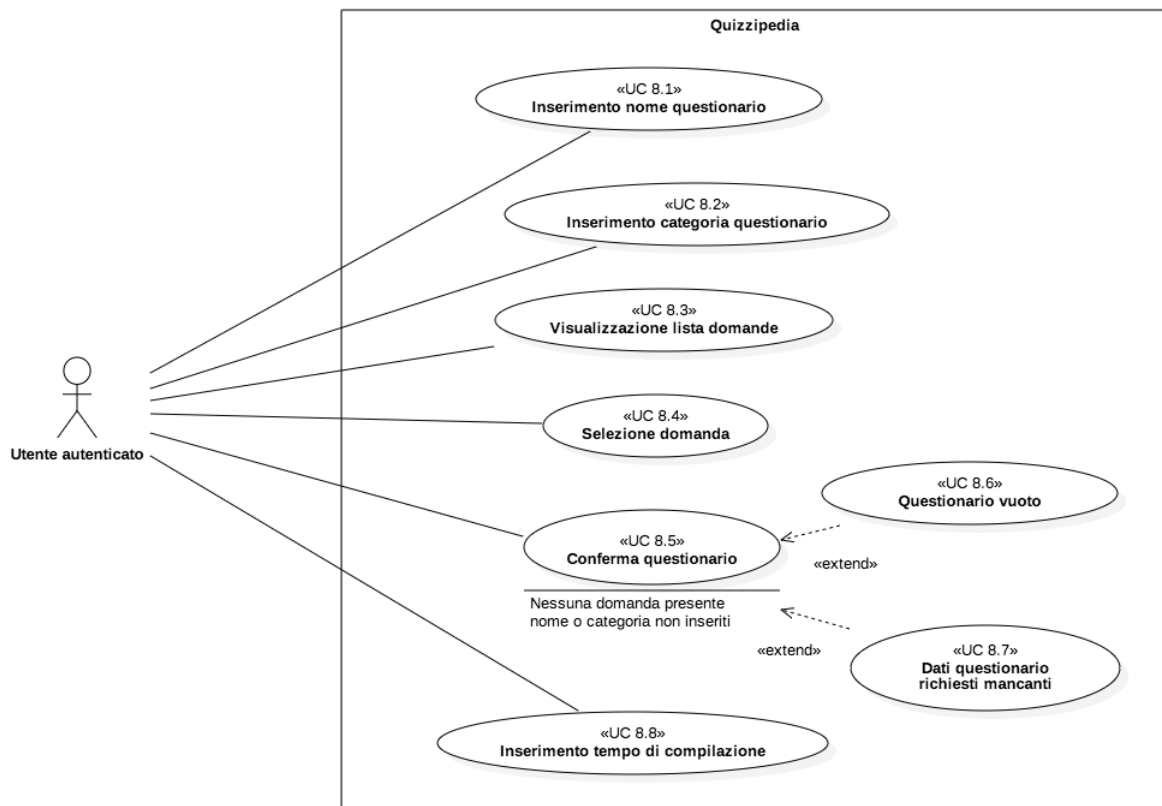 Quizzipedia
«UC 8.1»
Inserimento nome questionario
«UC 8.2»
Inserimento categoria questionario
«UC 8.3»
Visualizzazione lista domande
«UC 8.4»
Selezione domanda
Utente autenticato
«UC 8.6»
Questionario vuoto
«UC 8.5»
Conferma questionario
«extend»
Nessuna domanda presente
nome o categoria non inseriti
«extend»
«UC 8.7»
Dati questionario
richiesti mancanti
«UC 8.8»
Inserimento tempo di compilazione